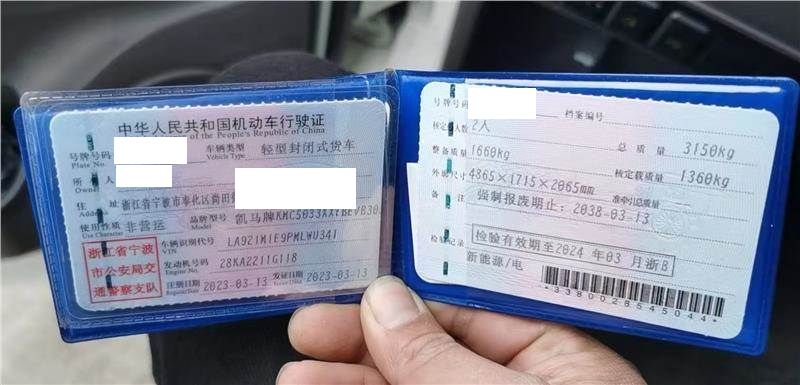 中华人民共和国机动车行驶证
of the People's Republic of China
号牌号码
Plate No.
车辆类型
Vehicle Type
轻型封闭式货车
所
人
住 址
浙江省宁波市奉化区尚田
使用性质
Use Character
非营运
品牌型号
凯马牌KMC5033XXYBEVB30
浙江省宁波
市公安局交
通警察支队
车辆识别代号
VIN
LA921M1E9PMLWU341
发动机号码
Engine No.
28KA2211G118
注册日期
2023-03-13
发证日期
Issue Date
2023-03-13
号牌号码
档案编号
核定
人数
2人
总 质 量
3150kg
整备质量
1660kg
核定载质量
1360kg
外廓尺寸
4865×1715×2065mm
准牵引总质量
备 注
强制报废期止：2038-03-13
检验记录
检验有效期至2024年03月浙B
新能源/电
*3380028545044*